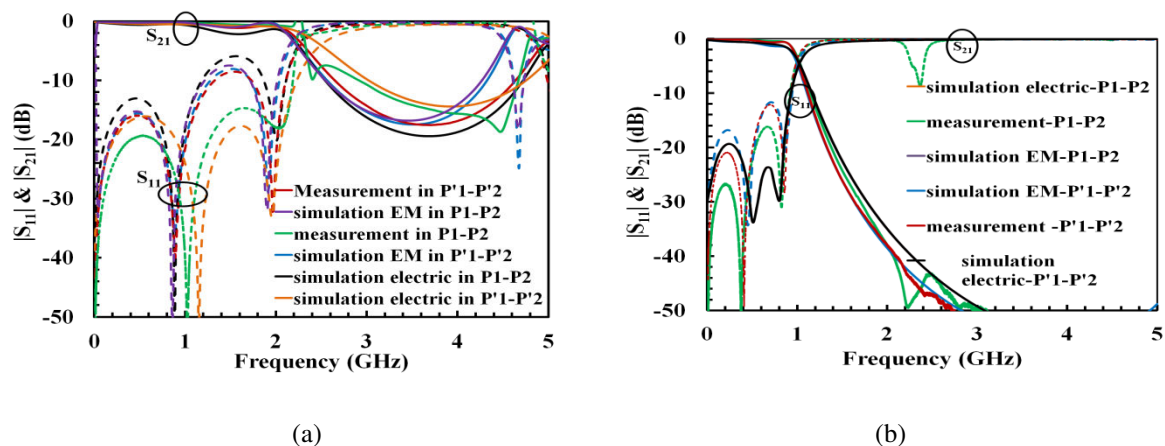 |S11| & |S21| (dB)
0
-10
-20
-30
-40
-50
S21
S11
Measurement in P'1-P'2
simulation EM in P1-P2
measurement in P1-P2
simulation EM in P'1-P'2
simulation electric in P1-P2
simulation electric in P'1-P'2
0 1 2 3 4 5
Frequency (GHz)
(a)
|S11| & |S21| (dB)
0
-10
-20
-30
-40
-50
S21
S11
simulation electric-P1-P2
measurement-P1-P2
simulation EM-P1-P2
simulation EM-P'1-P'2
measurement -P'1-P'2
simulation
electric-P'1-P'2
0 1 2 3 4 5
Frequency (GHz)
(b)